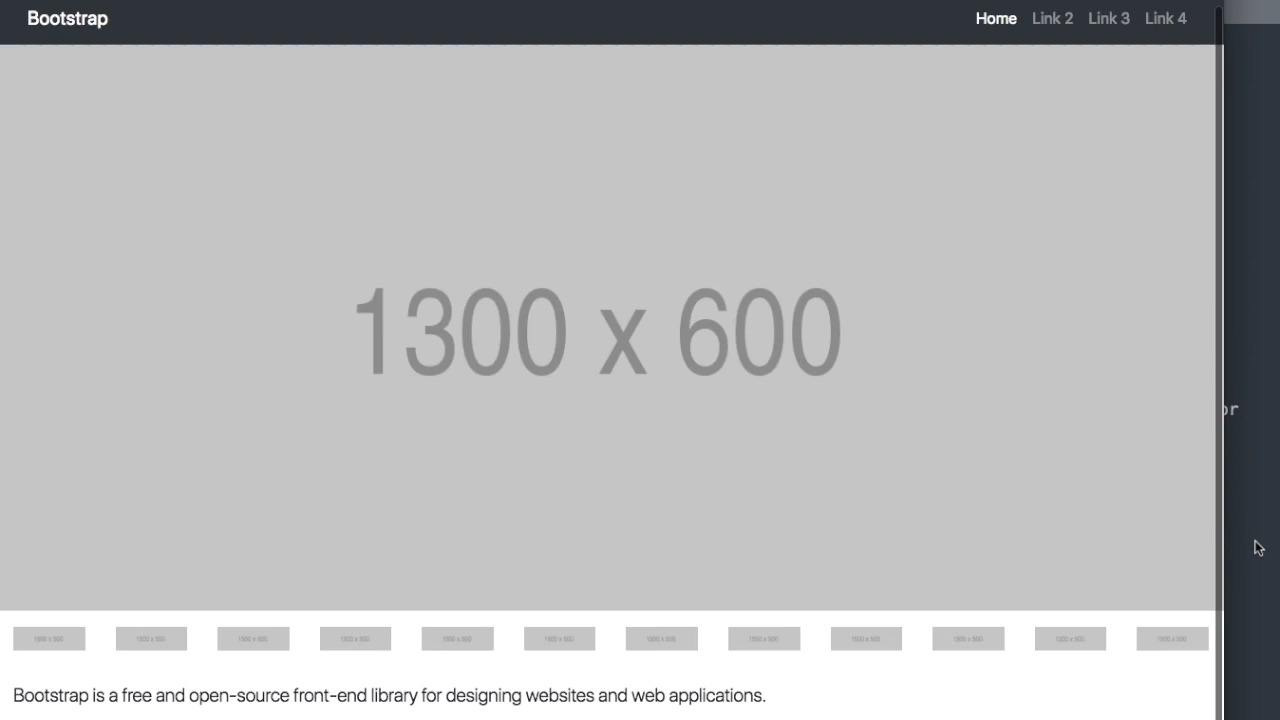 Bootstrap
Home Link 2 Link 3 Link 4
1300 x 600
or
Bootstrap is a free and open-source front-end library for designing websites and web applications.